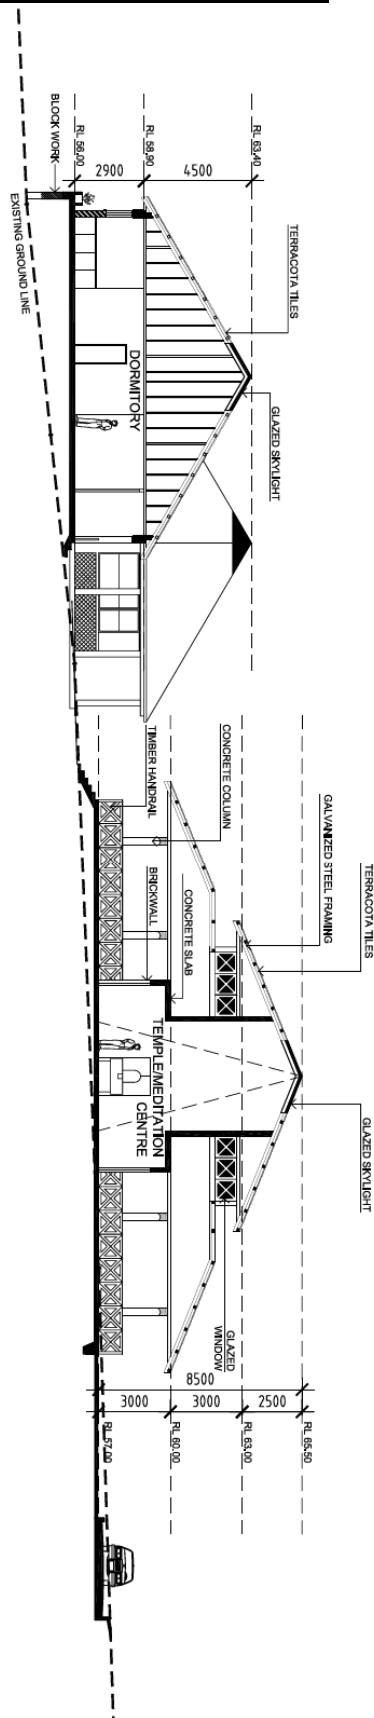 RL 63.40
RL 58.90
RL 56.00
4500
2900
BLOCK WORK
EXISTING GROUND LINE
TERRACOTA TILES
GLAZED SKYLIGHT
DORMITORY
TERRACOTA TILES
GALVANIZED STEEL FRAMING
CONCRETE COLUMN
TIMBER HANDRAIL
BRICKWALL
CONCRETE SLAB
TEMPLE/MEDITATION
CENTRE
GLAZED SKYLIGHT
GLAZED
WINDOW
8500
2500
3000
3000
RL 65.50
RL 63.00
RL 60.00
RL 57.00